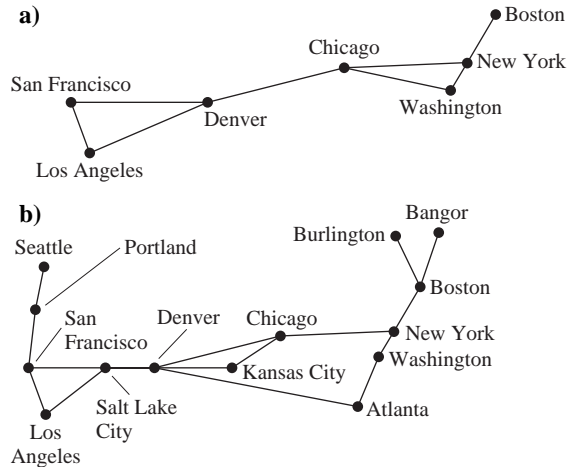 a)
Boston
Chicago
New York
San Francisco
Washington
Denver
Los Angeles
b)
Bangor
Burlington
Seattle
Portland
Boston
San
Francisco
Denver
Chicago
New York
Washington
Kansas City
Salt Lake
City
Atlanta
Los
Angeles